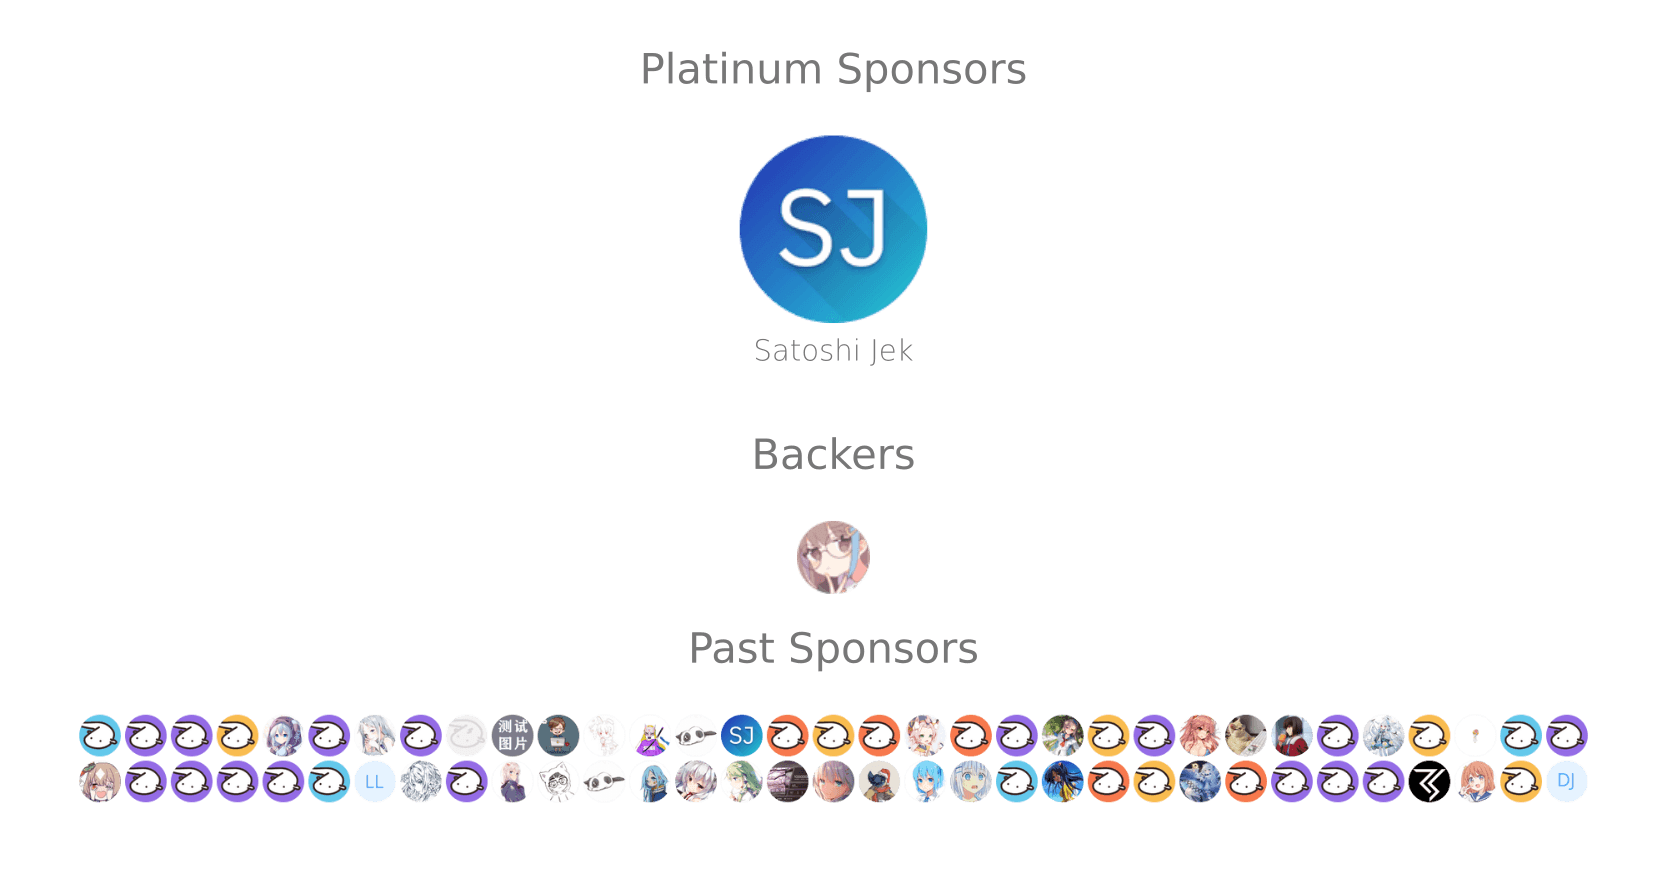 Platinum Sponsors
SJ
Satoshi Jek
Backers
Past Sponsors
测试
图片
SJ
LL
DJ